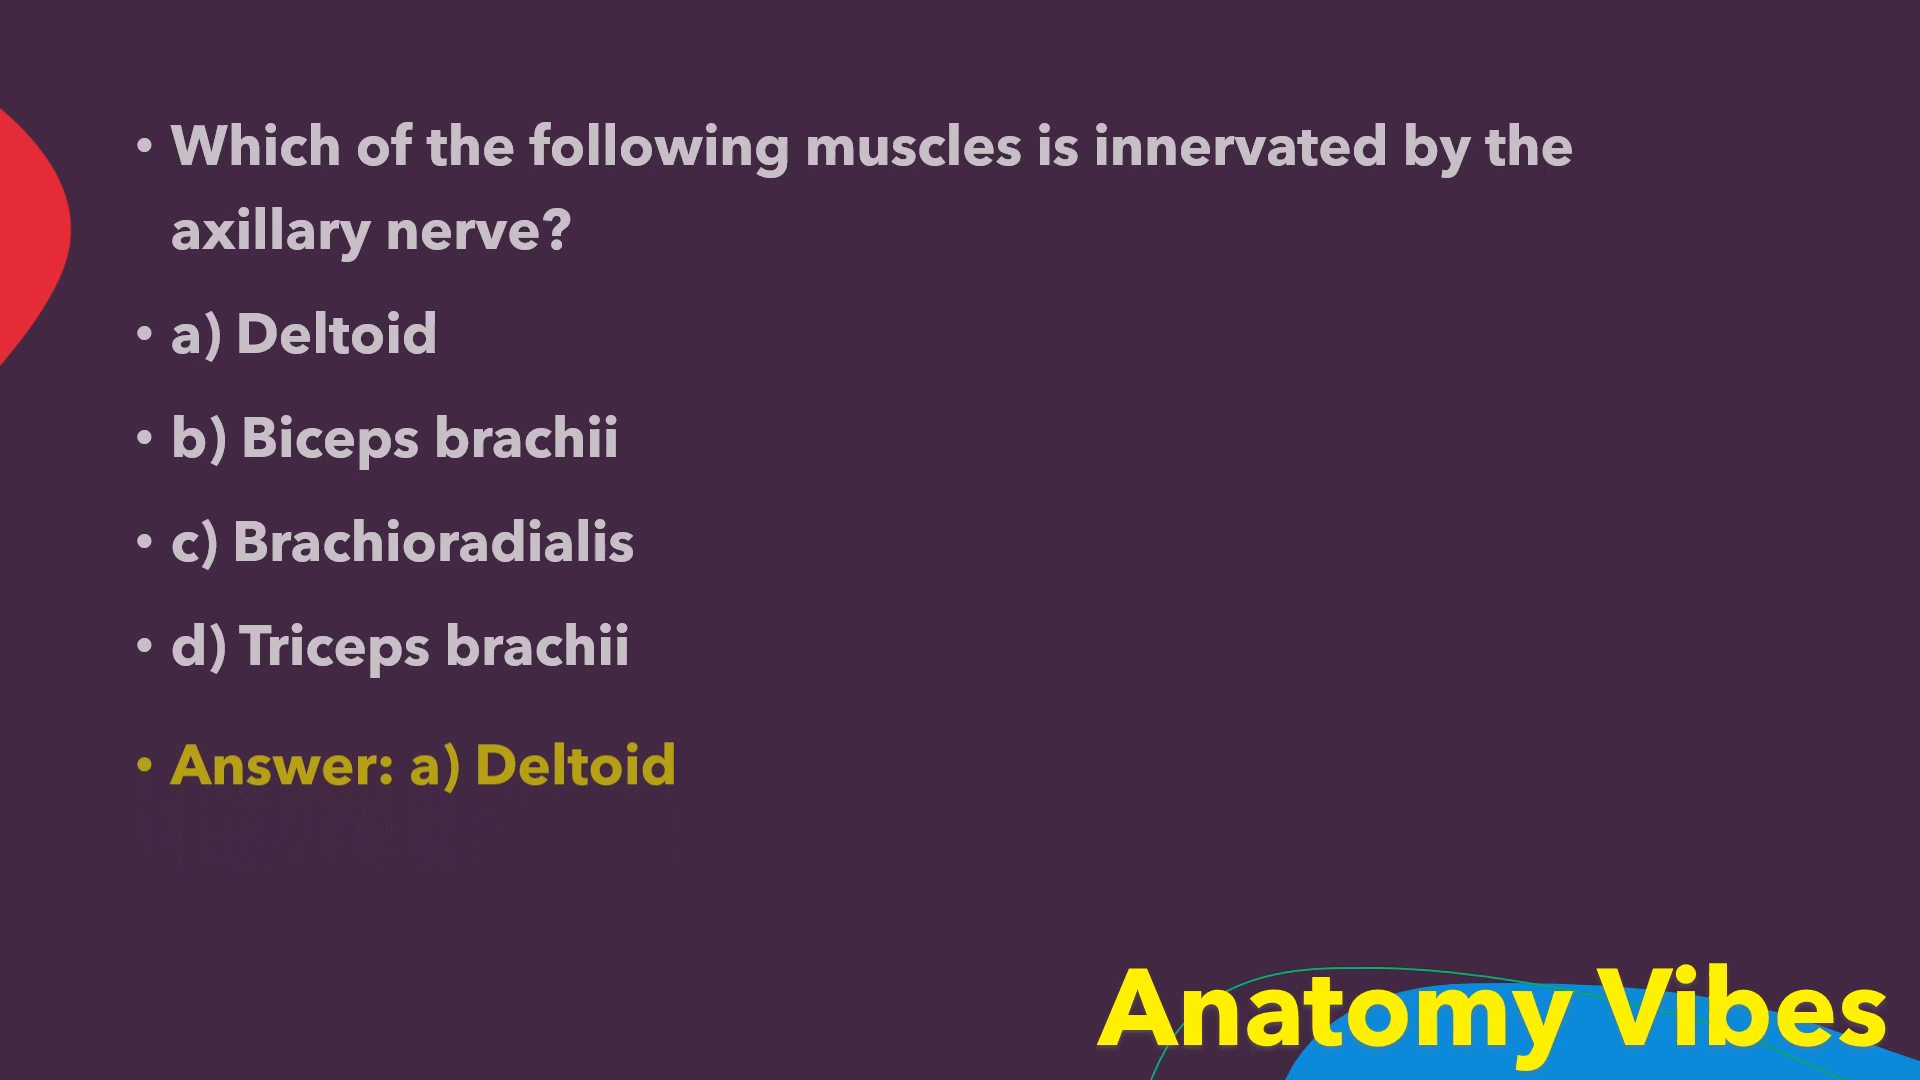 • Which of the following muscles is innervated by the
axillary nerve?
• a) Deltoid
• b) Biceps brachii
• c) Brachioradialis
• d) Triceps brachii
• Answer: a) Deltoid
Anatomy Vibes